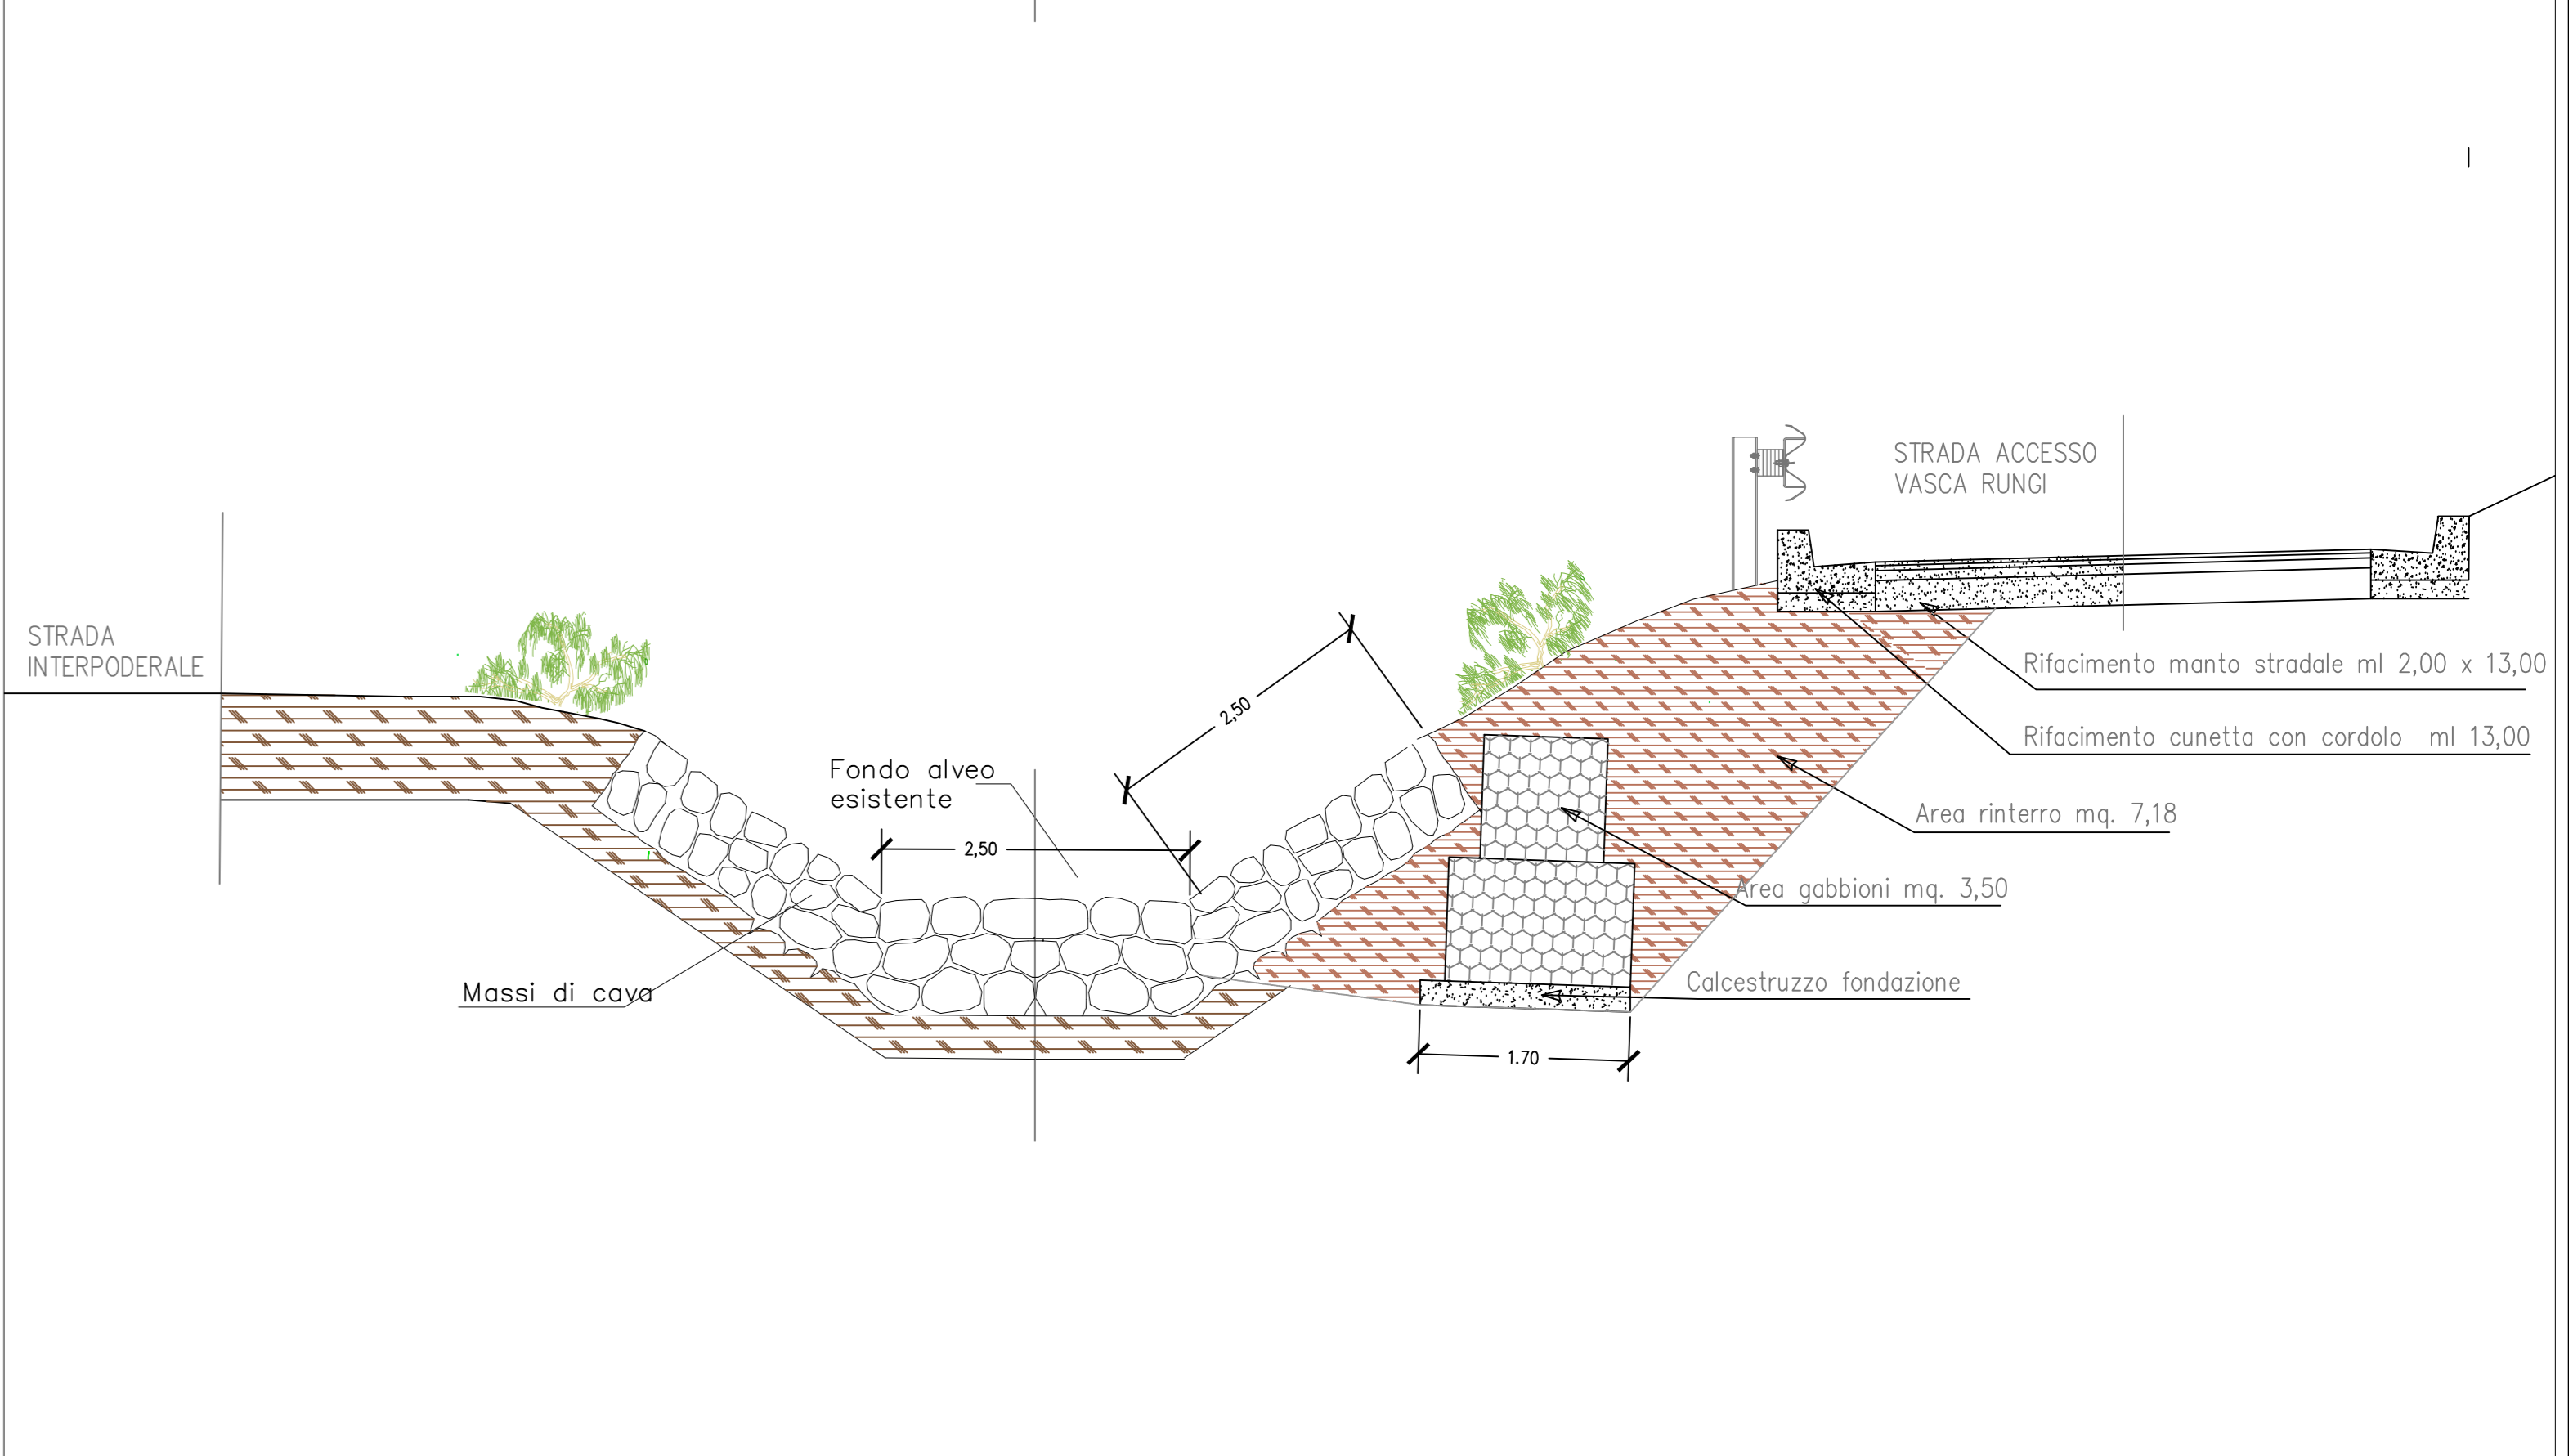 STRADA ACCESSO
VASCA RUNGI
STRADA
INTERPODERALE
Rifacimento manto stradale ml 2,00 x 13,00
2,50
Rifacimento cunetta con cordolo ml 13,00
Fondo alveo
esistente
Area rinterro mq. 7,18
2,50
Area gabbioni mq. 3,50
Massi di cava
Calcestruzzo fondazione
1.70